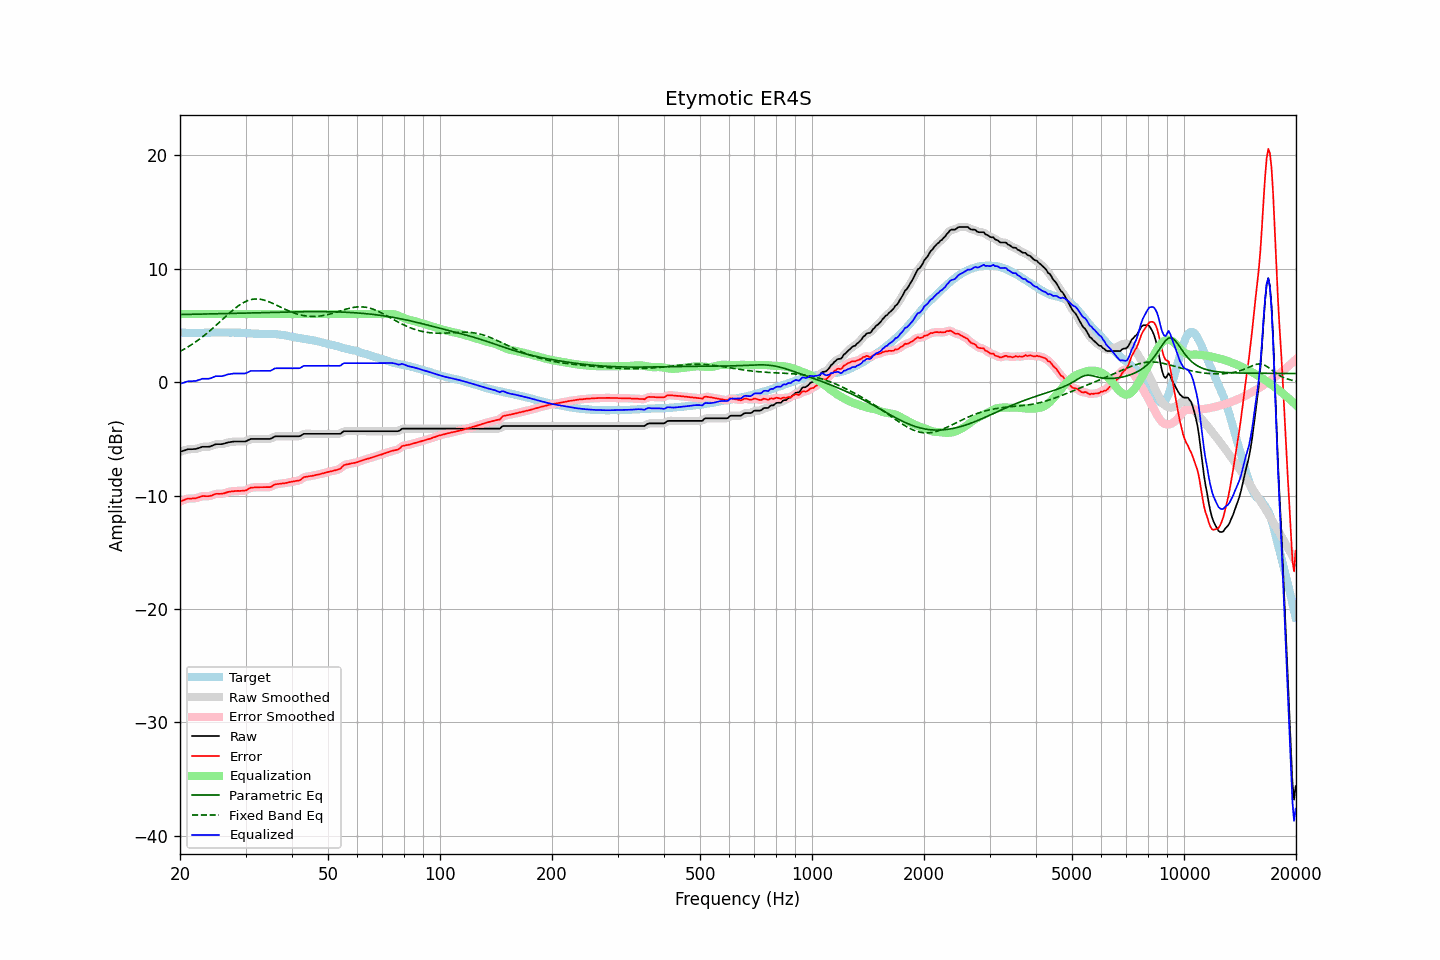 Etymotic ER4S
Amplitude (dBr)
20
10
0
−10
−20
−30
−40
Target
Raw Smoothed
Error Smoothed
Raw
Error
Equalization
Parametric Eq
Fixed Band Eq
Equalized
20 50 100 200 500 1000 2000 5000 10000 20000
Frequency (Hz)